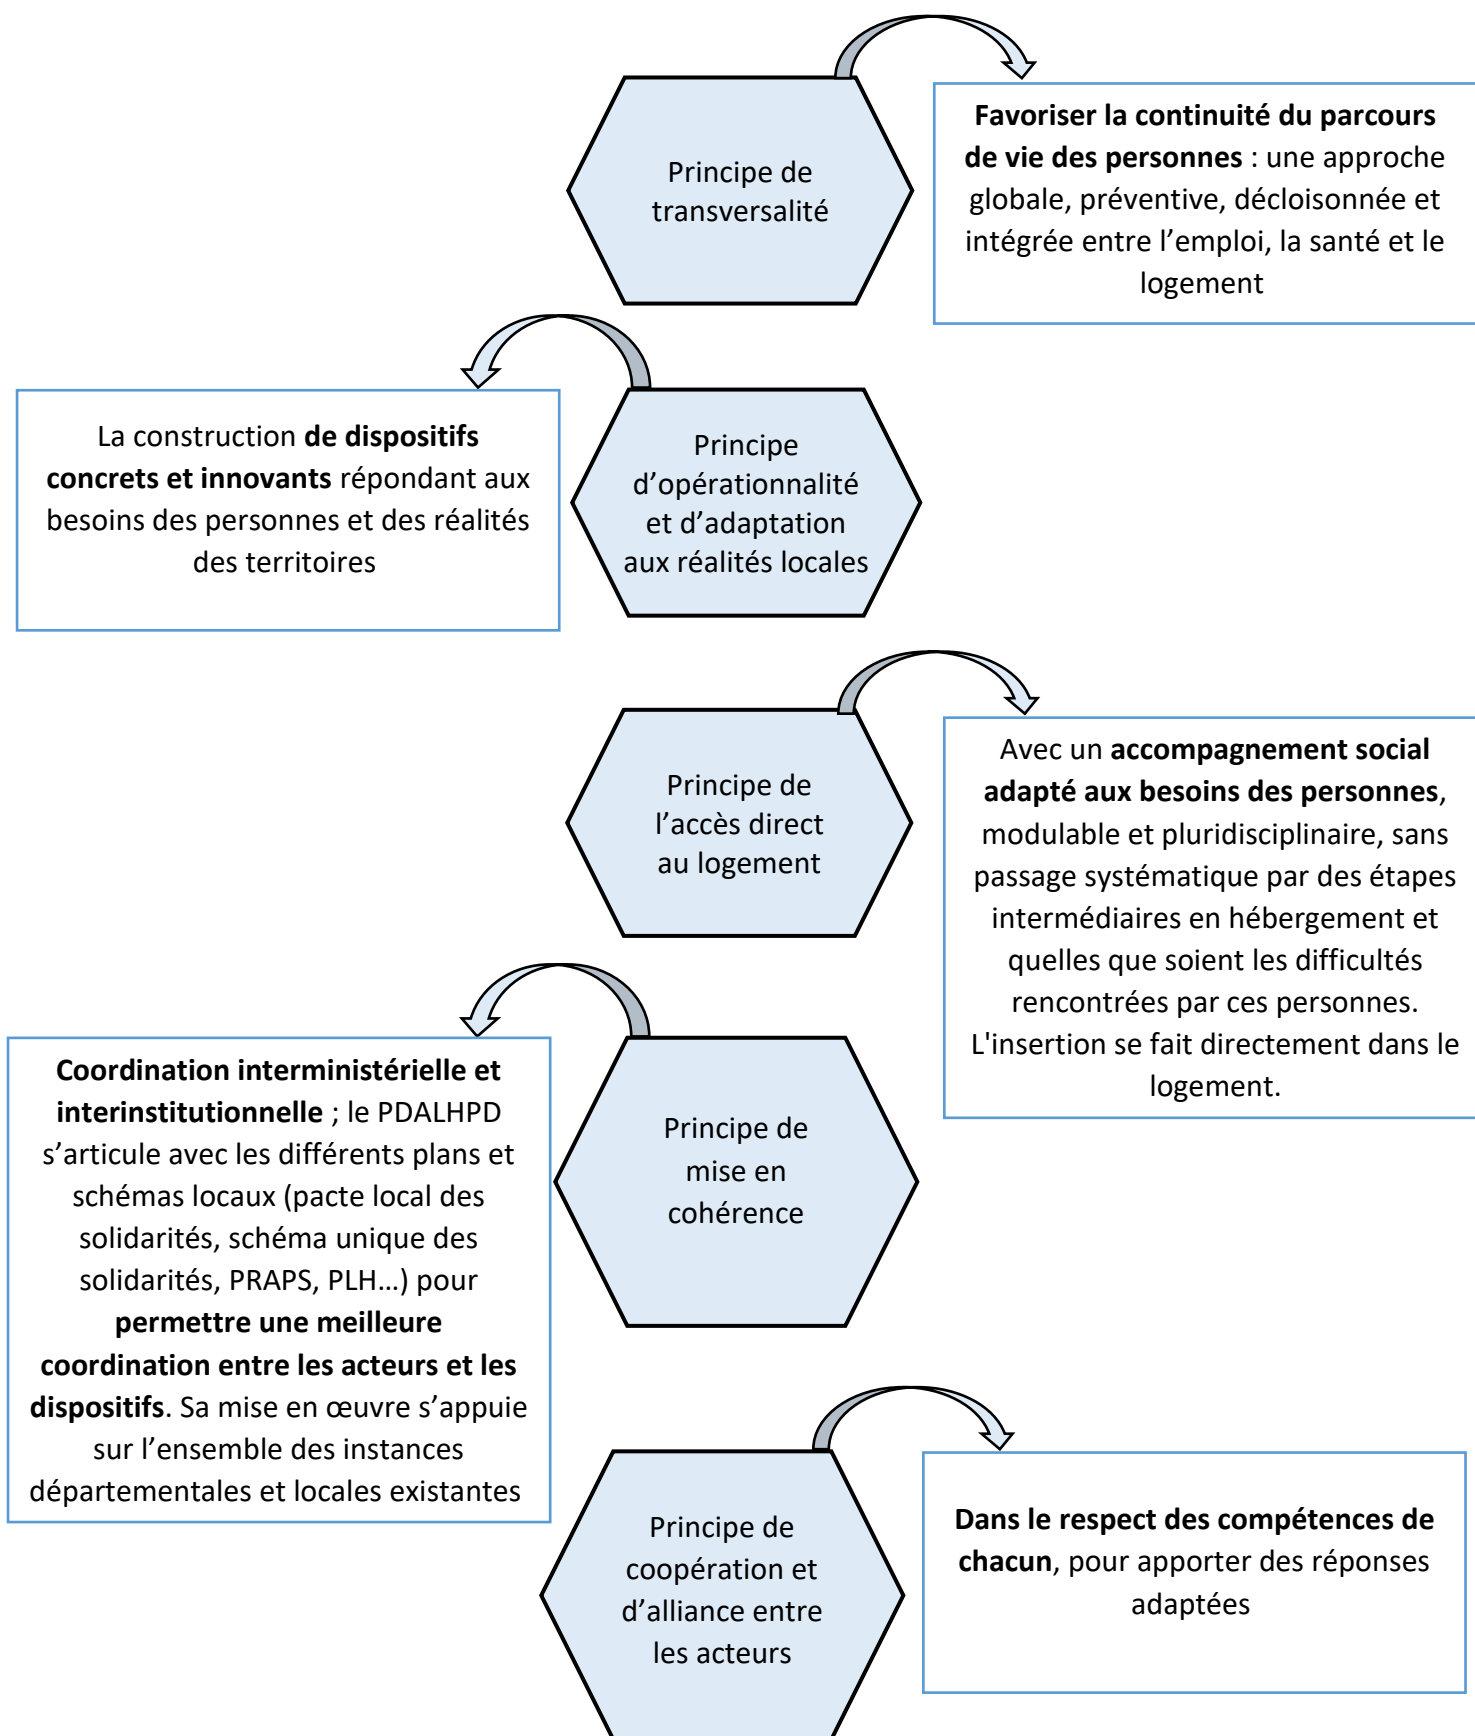 Principe de
transversalité
Favoriser la continuité du parcours
de vie des personnes : une approche
globale, préventive, décloisonnée et
intégrée entre l’emploi, la santé et le
logement
La construction de dispositifs
concrets et innovants répondant aux
besoins des personnes et des réalités
des territoires
Principe
d’opérationnalité
et d’adaptation
aux réalités locales
Principe de
l’accès direct
au logement
Avec un accompagnement social
adapté aux besoins des personnes,
modulable et pluridisciplinaire, sans
passage systématique par des étapes
intermédiaires en hébergement et
quelles que soient les difficultés
rencontrées par ces personnes.
L'insertion se fait directement dans le
logement.
Coordination interministérielle et
interinstitutionnelle ; le PDALHPD
s’articule avec les différents plans et
schémas locaux (pacte local des
solidarités, schéma unique des
solidarités, PRAPS, PLH…) pour
permettre une meilleure
coordination entre les acteurs et les
dispositifs. Sa mise en œuvre s’appuie
sur l’ensemble des instances
départementales et locales existantes
Principe de
mise en
cohérence
Principe de
coopération et
d’alliance entre
les acteurs
Dans le respect des compétences de
chacun, pour apporter des réponses
adaptées